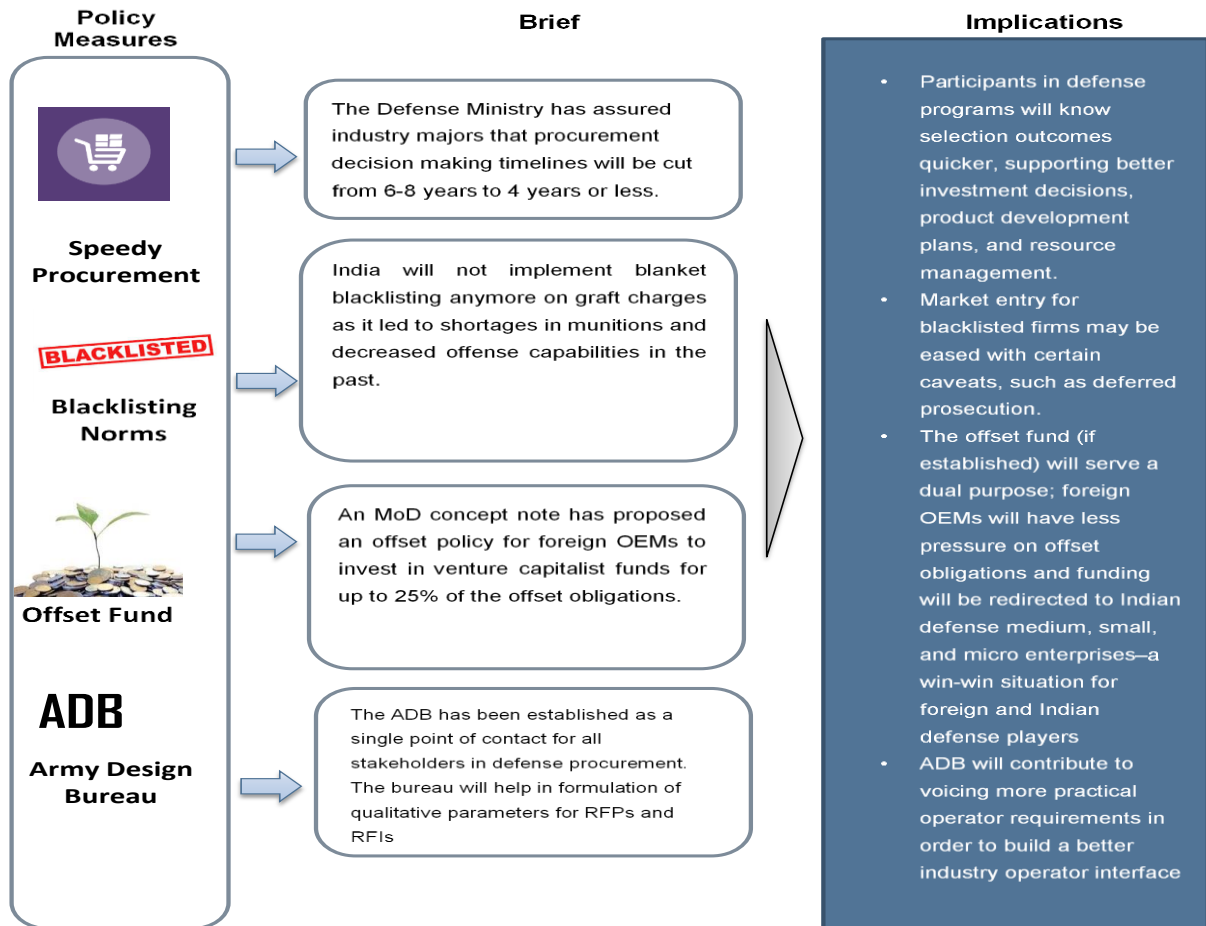 Policy
Measures
Brief
Implications
Speedy
Procurement
BLACKLISTED
Blacklisting
Norms
Offset Fund
ADB
Army Design
Bureau
The Defense Ministry has assured
industry majors that procurement
decision making timelines will be cut
from 6-8 years to 4 years or less.
India will not implement blanket
blacklisting anymore on graft charges
as it led to shortages in munitions and
decreased offense capabilities in the
past.
An MoD concept note has proposed
an offset policy for foreign OEMs to
invest in venture capitalist funds for
up to 25% of the offset obligations.
The ADB has been established as a
single point of contact for all
stakeholders in defense procurement.
The bureau will help in formulation of
qualitative parameters for RFPs and
RFIs
• Participants in defense
programs will know
selection outcomes
quicker, supporting better
investment decisions,
product development
plans, and resource
management.
• Market entry for
blacklisted firms may be
eased with certain
caveats, such as deferred
prosecution.
• The offset fund (if
established) will serve a
dual purpose; foreign
OEMs will have less
pressure on offset
obligations and funding
will be redirected to Indian
defense medium, small,
and micro enterprises—a
win-win situation for
foreign and Indian
defense players
• ADB will contribute to
voicing more practical
operator requirements in
order to build a better
industry operator interface